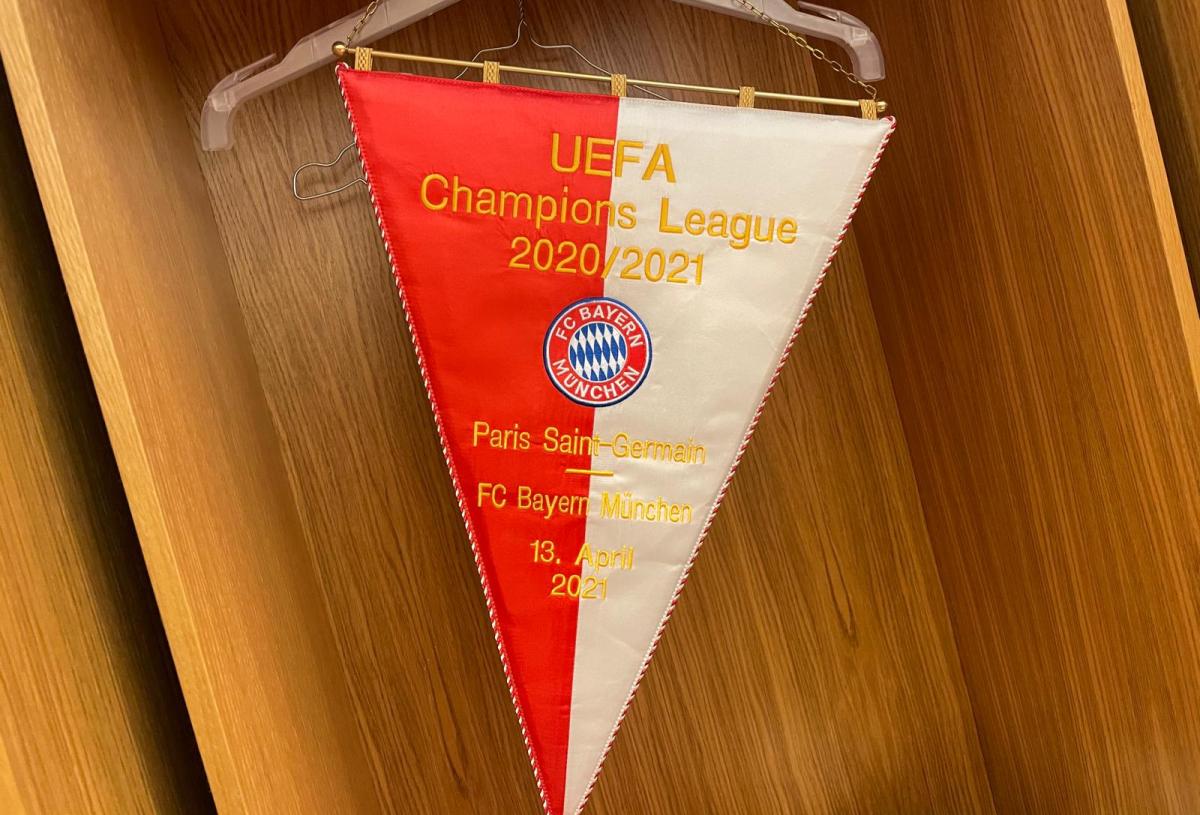 UEFA
Champions League
2020/2021
FC BAYERN
MÜNCHEN
Paris Saint-Germain
—
FC Bayern München
13. April
2021